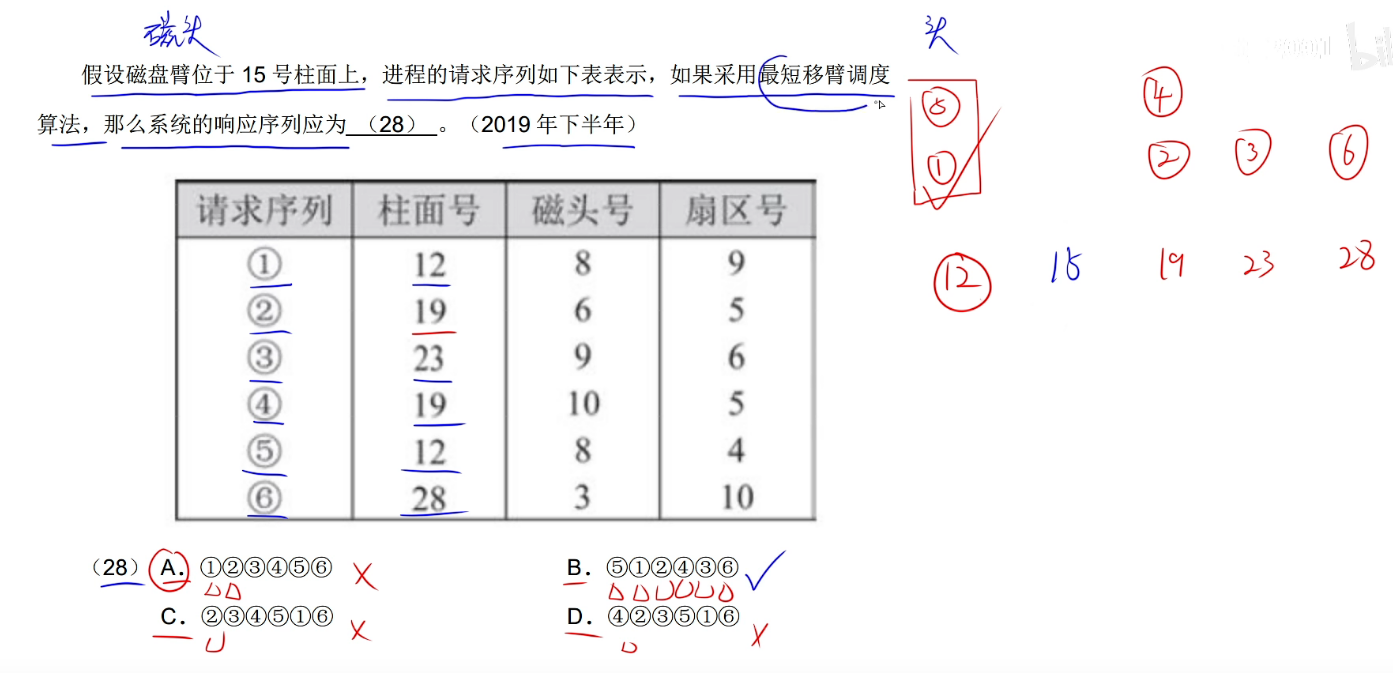 磁头
头
假设磁盘臂位于 15 号柱面上，进程的请求序列如下表表示，如果采用最短移臂调度
算法，那么系统的响应序列应为 （28） 。（2019 年下半年）
⑤ ④
① ② ③ ⑥
12 15 19 23 28
请求序列 柱面号 磁头号 扇区号
① 12 8 9
② 19 6 5
③ 23 9 6
④ 19 10 5
⑤ 12 8 4
⑥ 28 3 10
（28） A. ①②③④⑤⑥ B. ⑤①②④③⑥
C. ②③④⑤①⑥ D. ④②③⑤①⑥